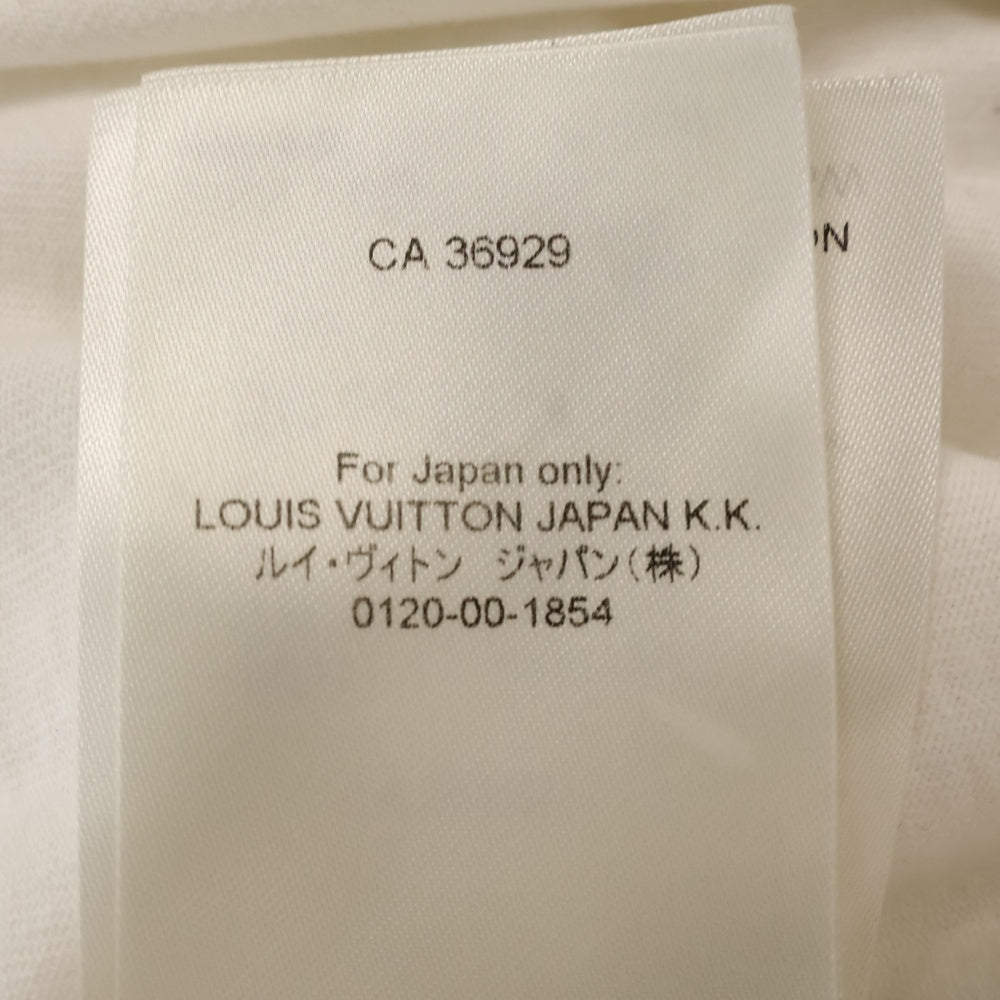 CA 36929
For Japan only:
LOUIS VUITTON JAPAN K.K.
ルイ・ヴィトン ジャパン(株)
0120-00-1854